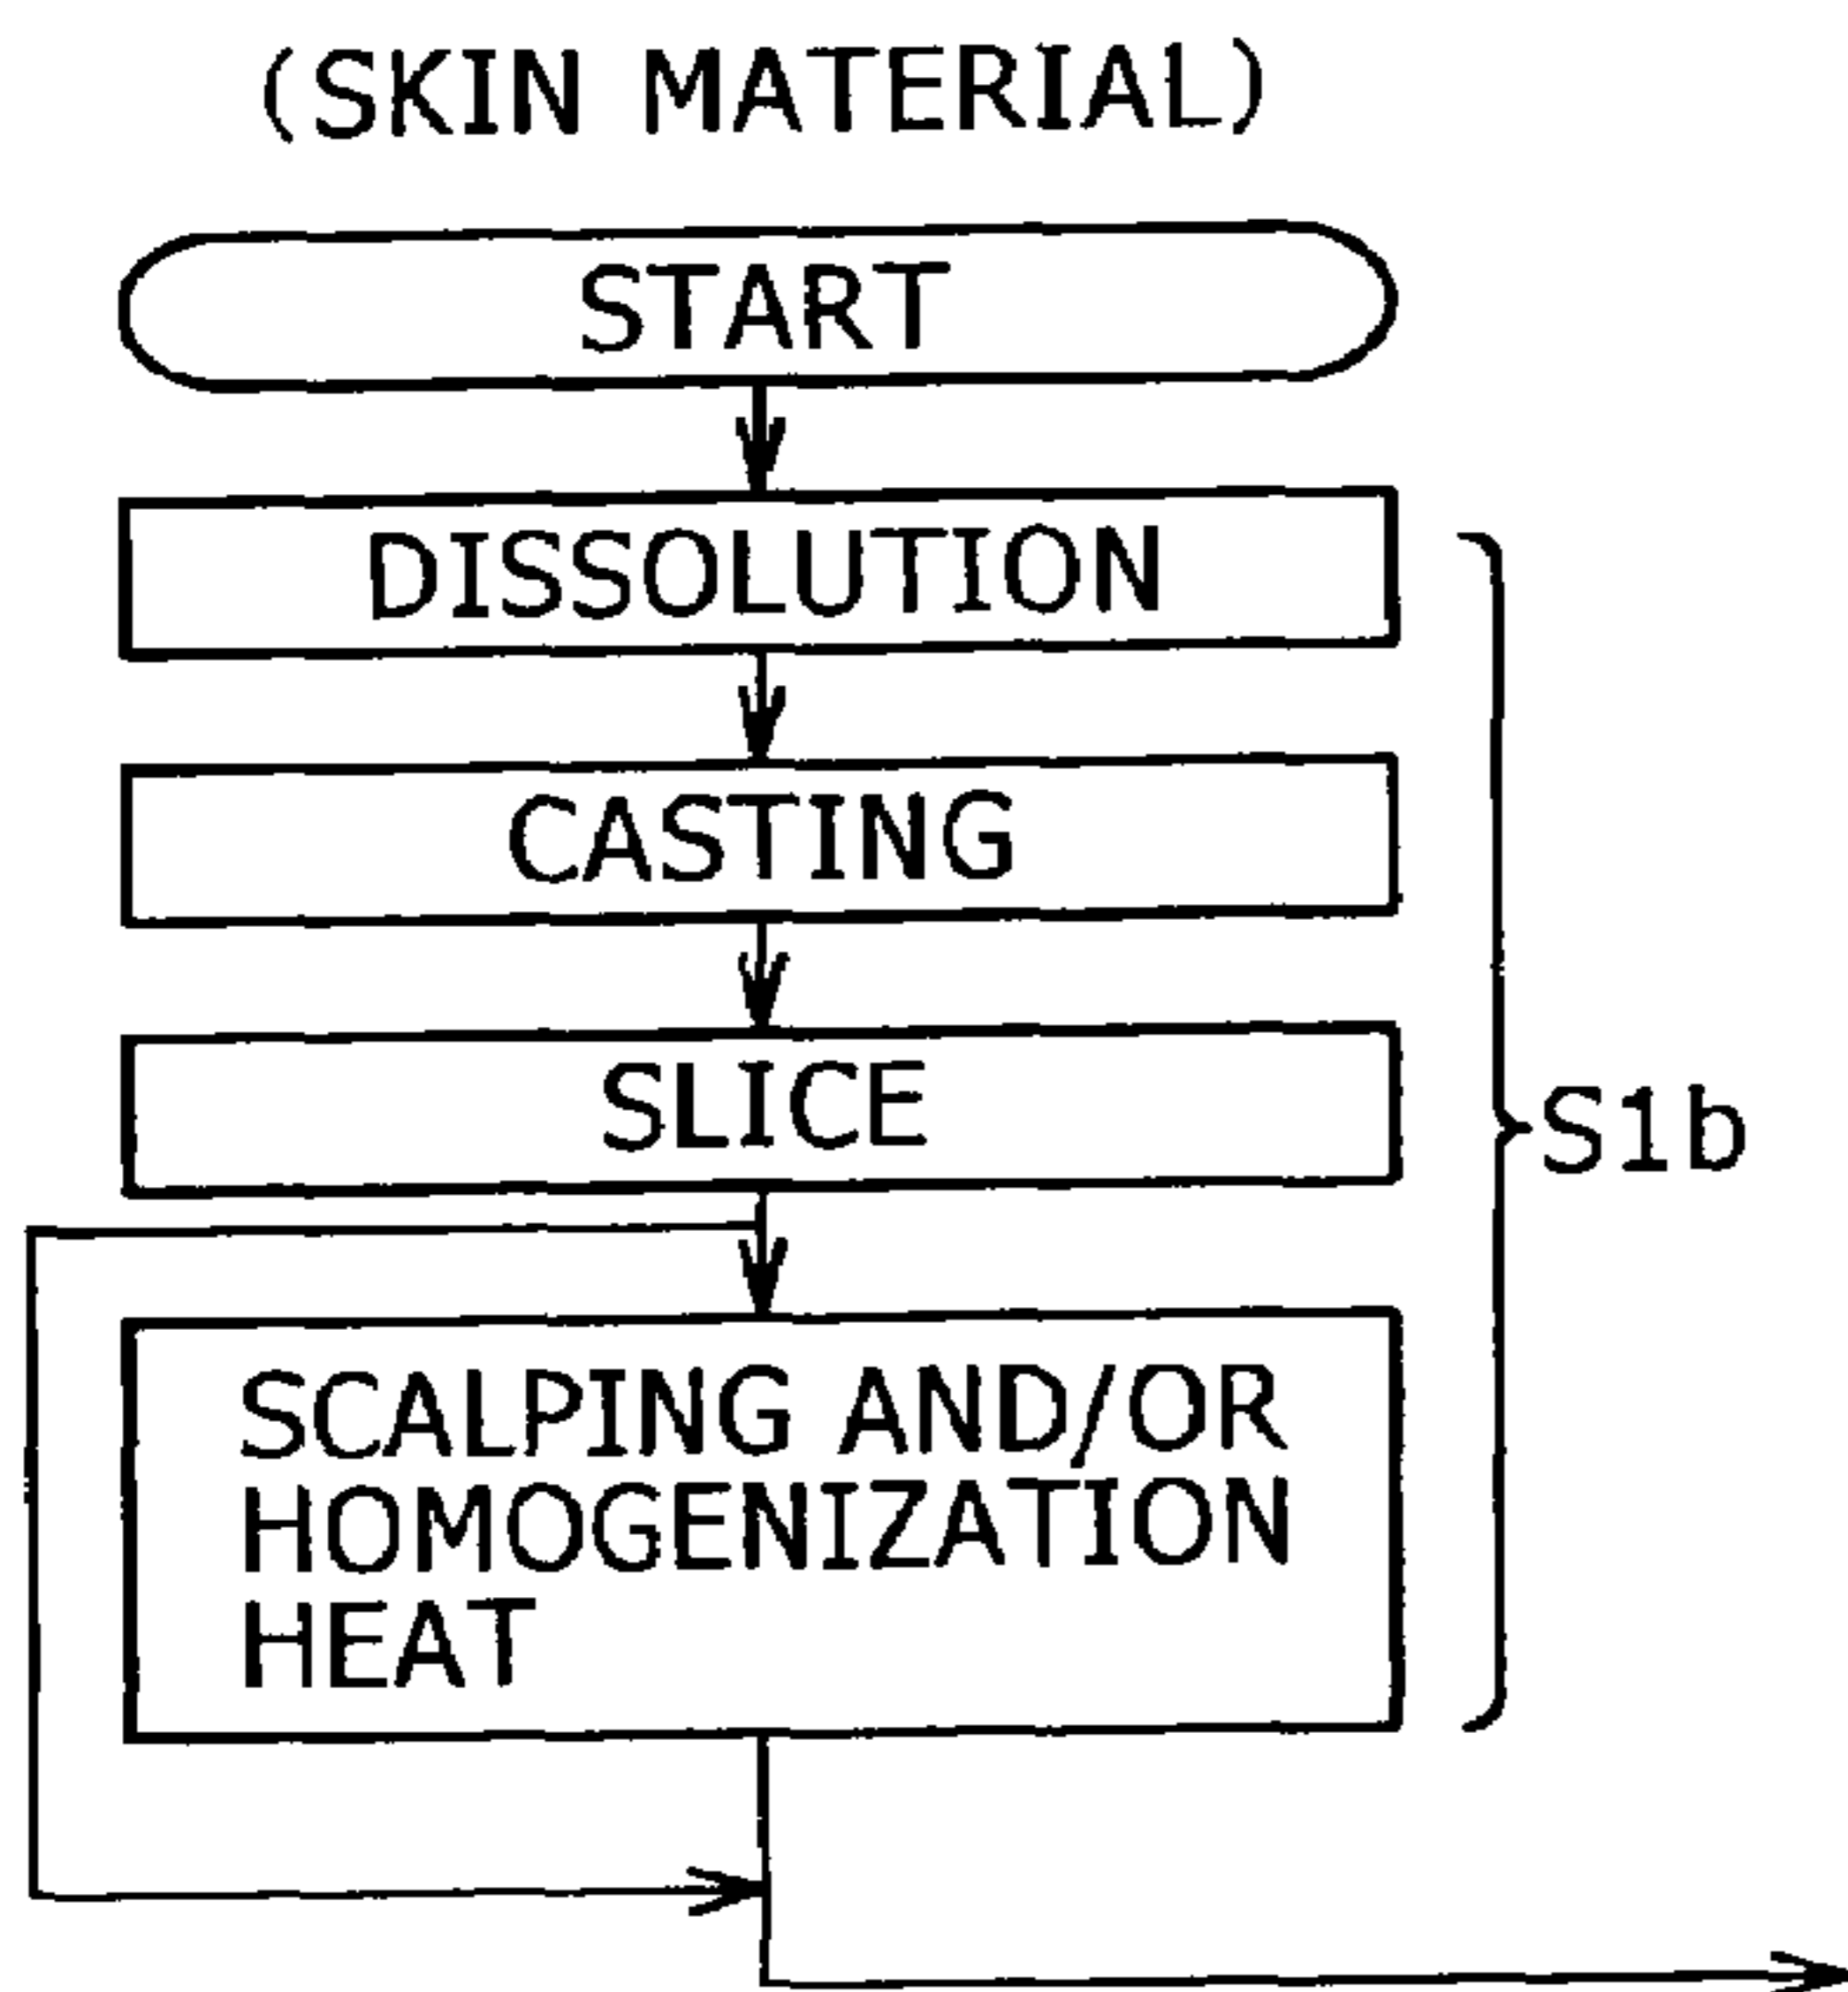 (SKIN MATERIAL)
START
DISSOLUTION
CASTING
SLICE
S1b
SCALPING AND/OR
HOMOGENIZATION
HEAT